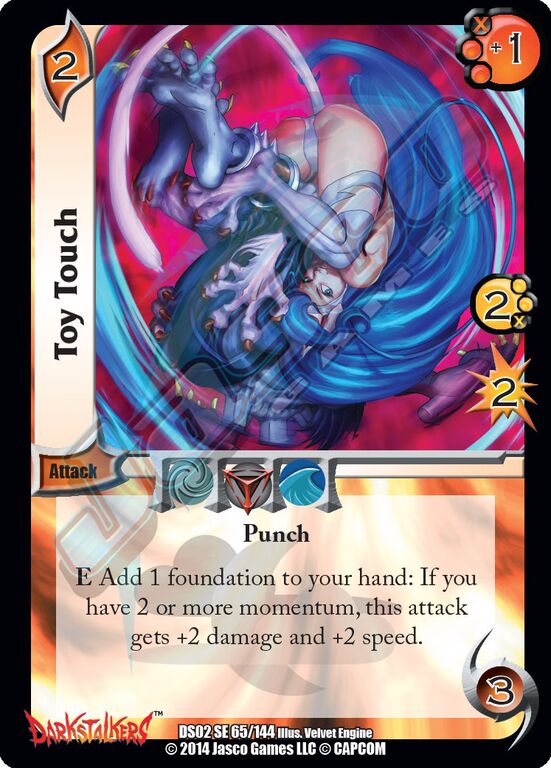 2
+1
Toy Touch
2
2
Attack
Punch
E Add 1 foundation to your hand: If you
have 2 or more momentum, this attack
gets +2 damage and +2 speed.
3
DARKSTALKERS™
DS02 SE 65/144 Illus. Velvet Engine
© 2014 Jasco Games LLC © CAPCOM